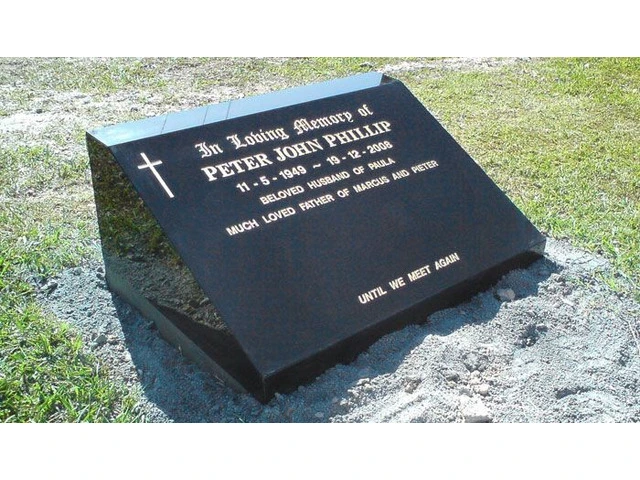 In Loving Memory of
PETER JOHN PHILLIP
11-5-1949 ~ 19-12-2008
BELOVED HUSBAND OF PAULA
MUCH LOVED FATHER OF MARCUS AND PIETER
UNTIL WE MEET AGAIN